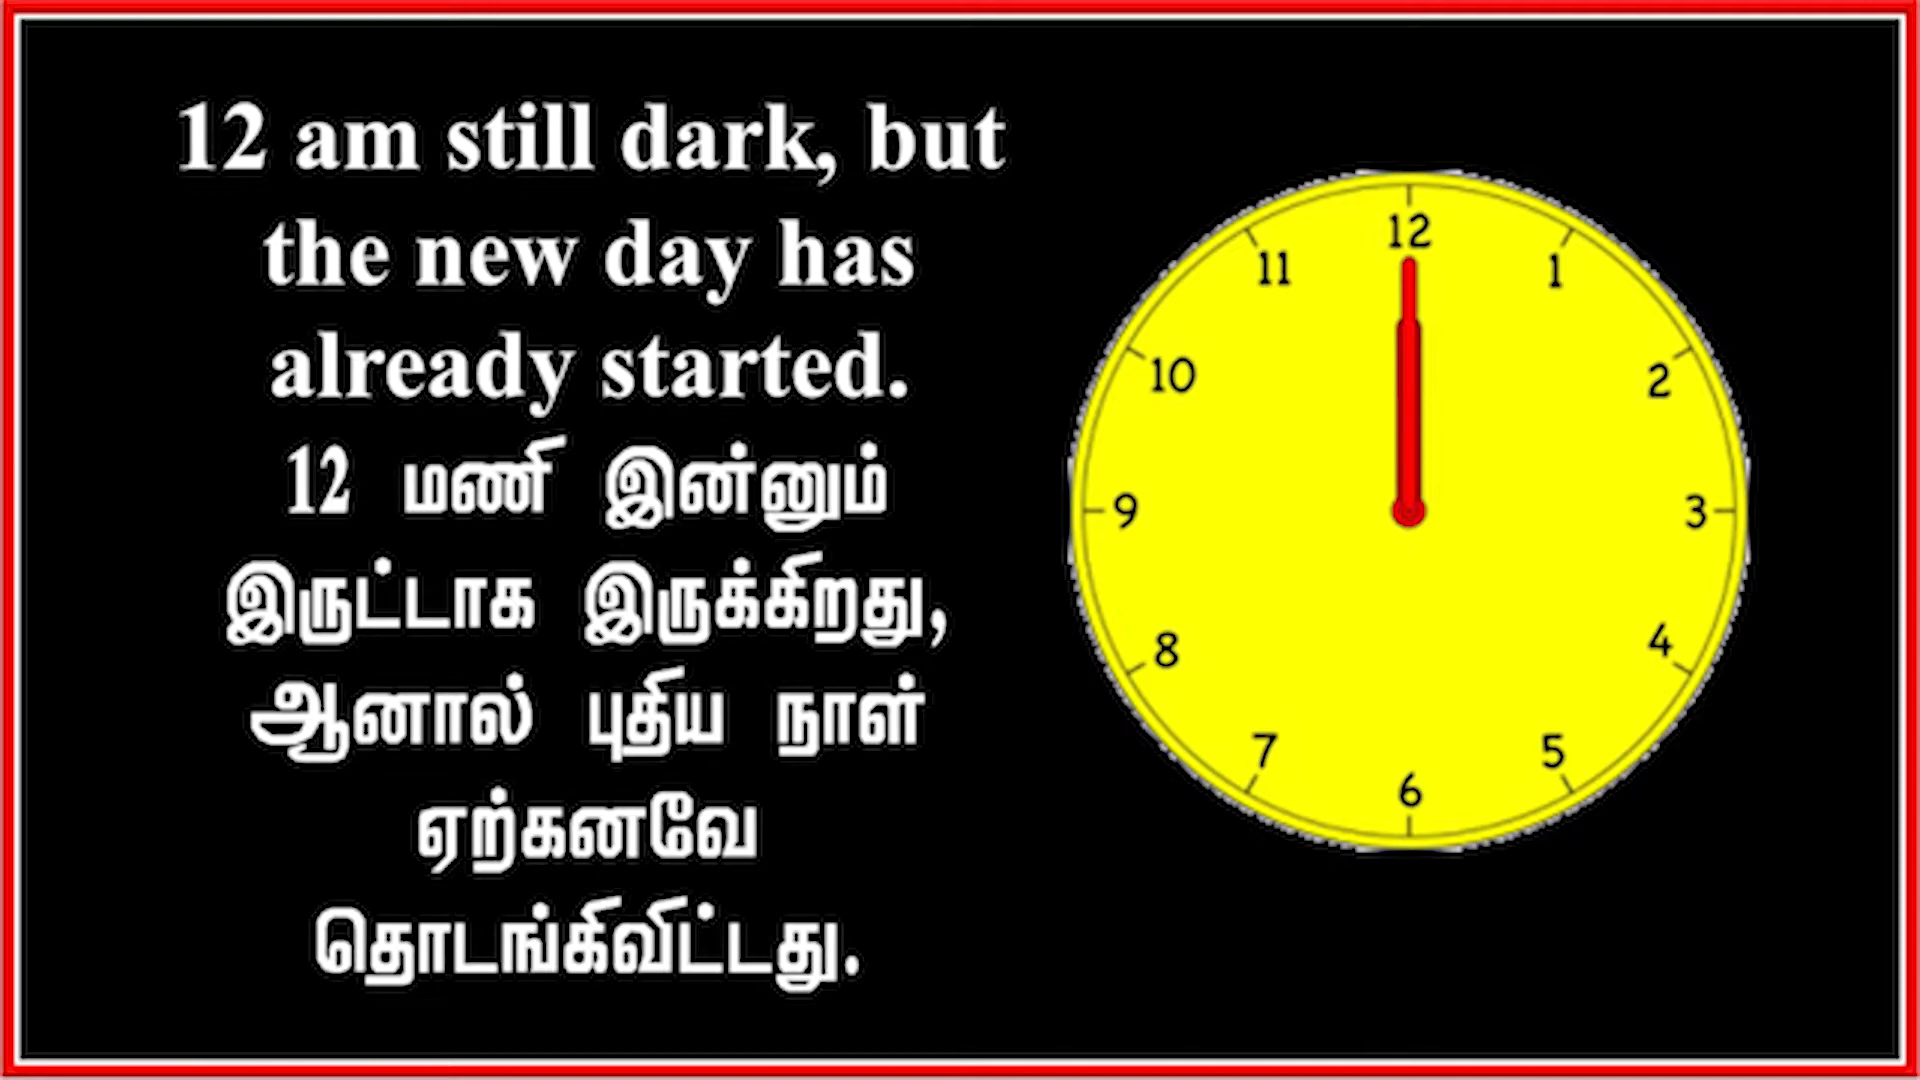 12 am still dark, but
the new day has
already started.
12 மணி இன்னும்
இருட்டாக இருக்கிறது,
ஆனால் புதிய நாள்
ஏற்கனவே
தொடங்கிவிட்டது.
12
11
1
10
2
9
3
8
4
7
5
6